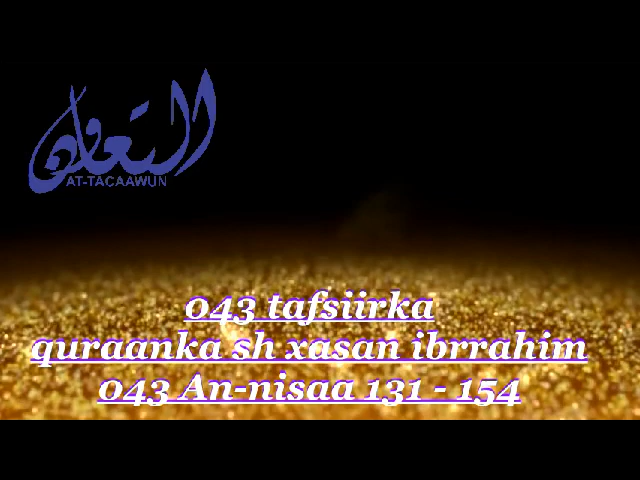 التعاون
AT-TACAAWUN
043 tafsiirka
quraanka sh xasan ibrrahim
043 An-nisaa 131 - 154